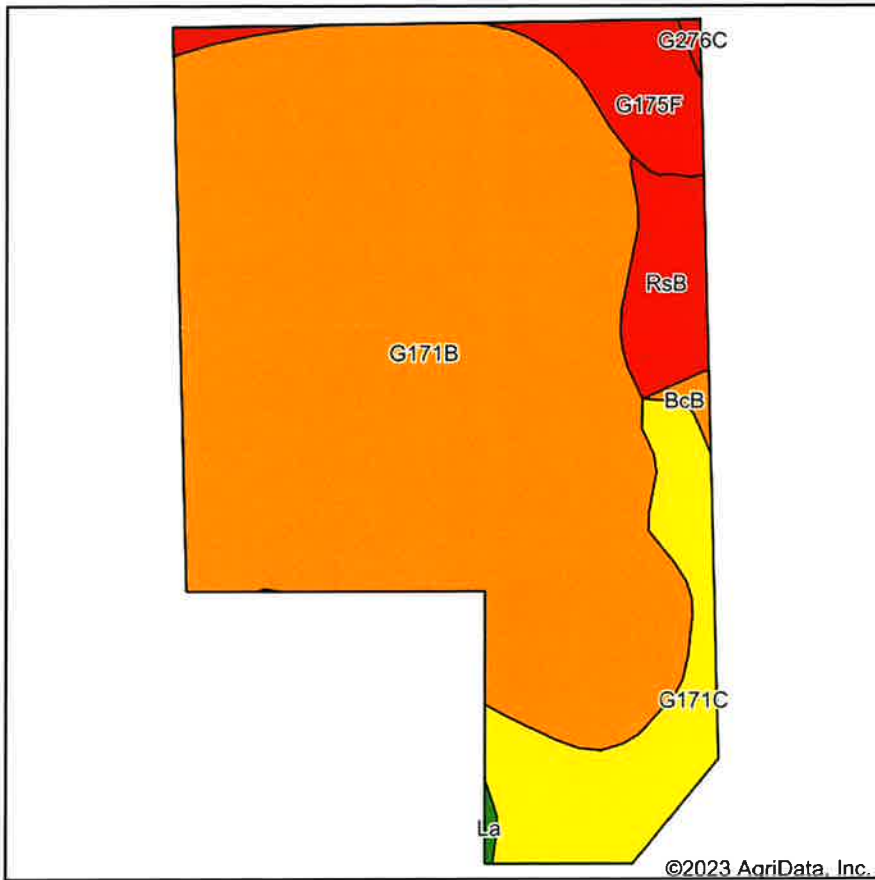 G276C
G175F
RsB
G171B
BcB
G171C
La
©2023 AgriData, Inc.